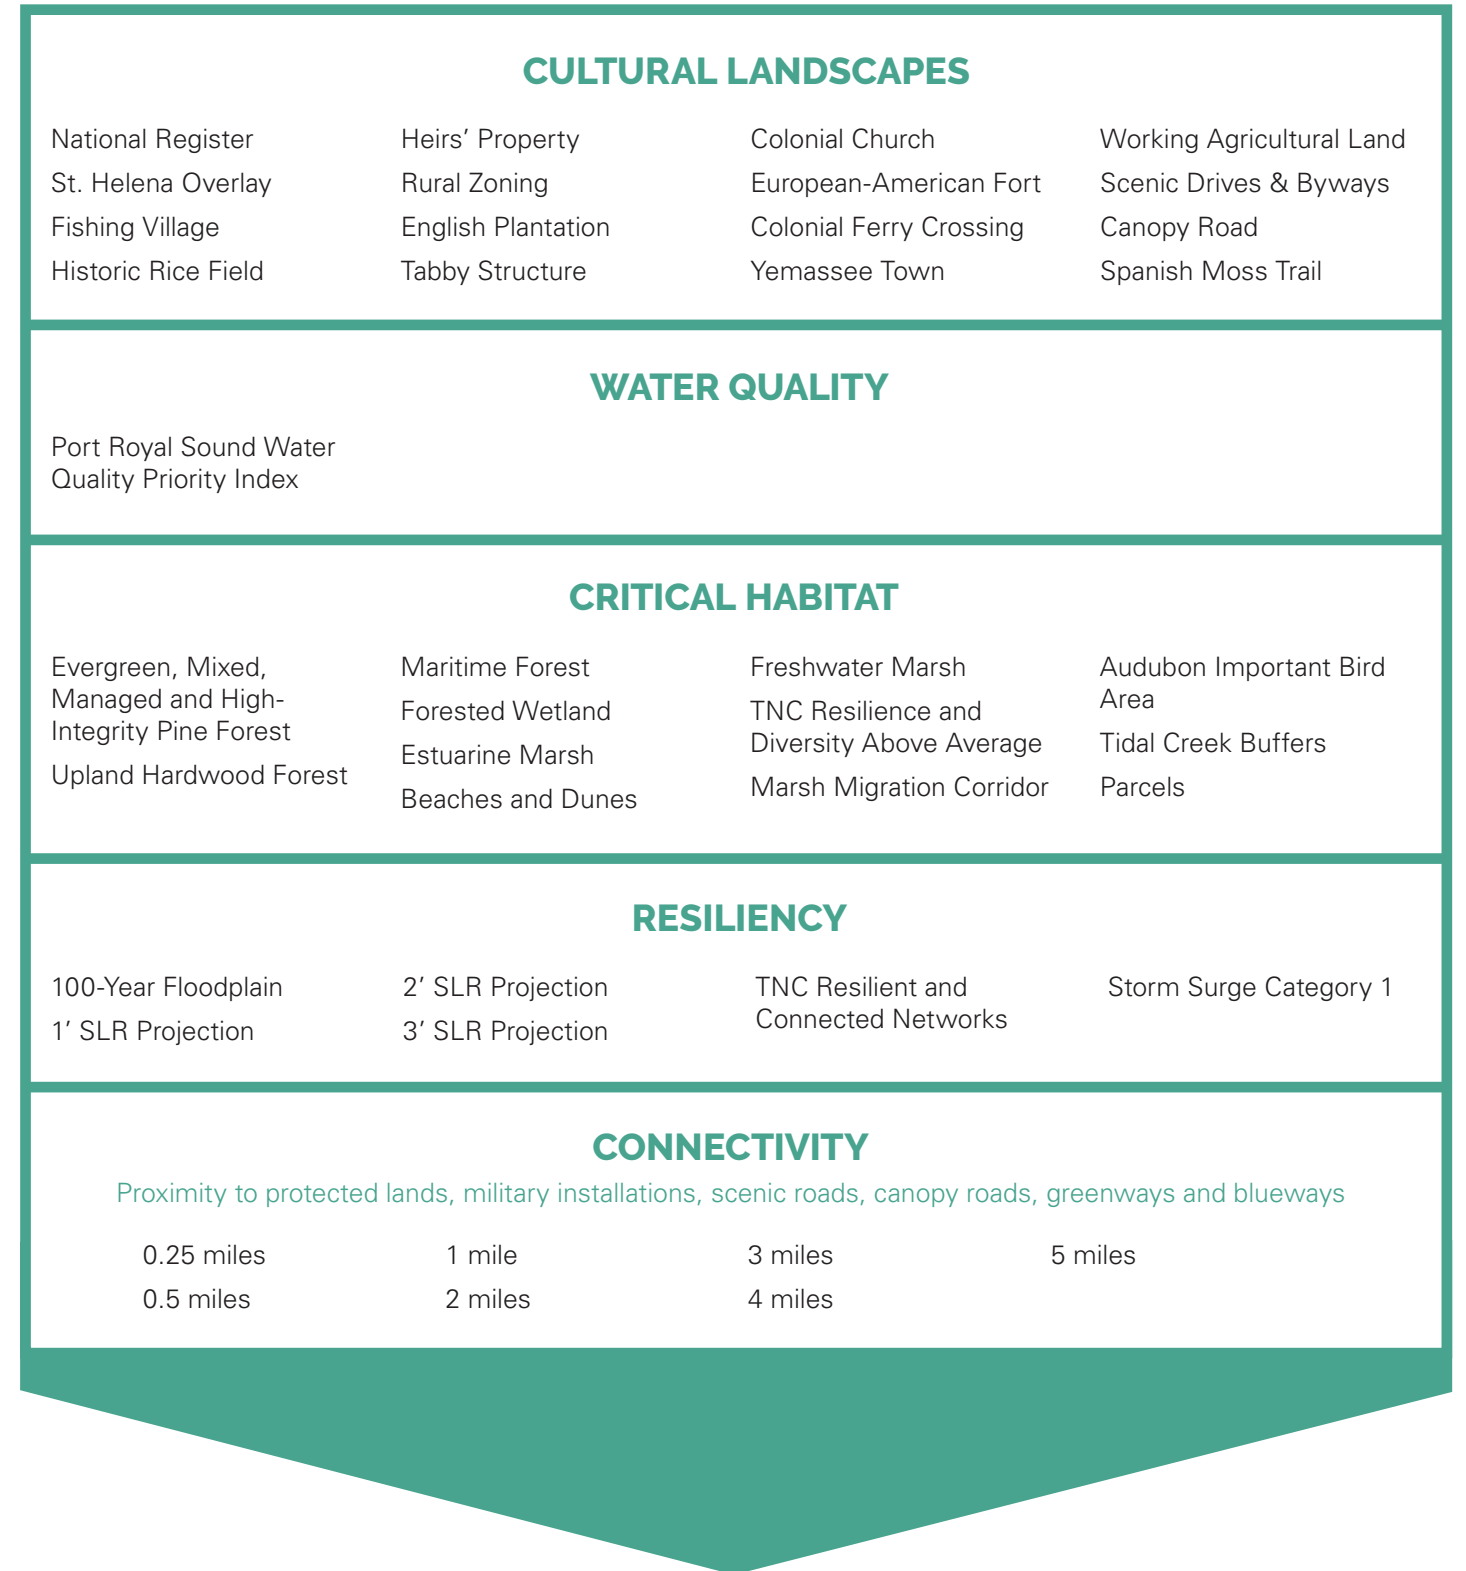 CULTURAL LANDSCAPES
National Register
St. Helena Overlay
Fishing Village
Historic Rice Field
Heirs’ Property
Rural Zoning
English Plantation
Tabby Structure
Colonial Church
European-American Fort
Colonial Ferry Crossing
Yemassee Town
Working Agricultural Land
Scenic Drives & Byways
Canopy Road
Spanish Moss Trail
WATER QUALITY
Port Royal Sound Water
Quality Priority Index
CRITICAL HABITAT
Evergreen, Mixed,
Managed and High-
Integrity Pine Forest
Upland Hardwood Forest
Maritime Forest
Forested Wetland
Estuarine Marsh
Beaches and Dunes
Freshwater Marsh
TNC Resilience and
Diversity Above Average
Marsh Migration Corridor
Audubon Important Bird
Area
Tidal Creek Buffers
Parcels
RESILIENCY
100-Year Floodplain
1’ SLR Projection
2’ SLR Projection
3’ SLR Projection
TNC Resilient and
Connected Networks
Storm Surge Category 1
CONNECTIVITY
Proximity to protected lands, military installations, scenic roads, canopy roads, greenways and blueways
0.25 miles
0.5 miles
1 mile
2 miles
3 miles
4 miles
5 miles